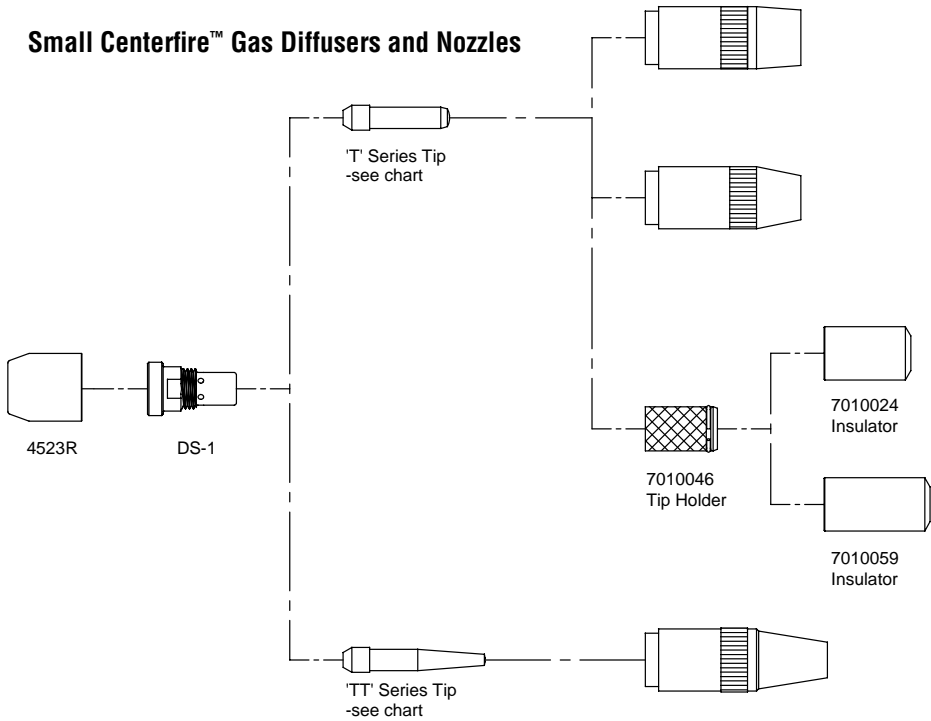 Small Centerfire™ Gas Diffusers and Nozzles
'T' Series Tip
-see chart
4523R
DS-1
7010046
Tip Holder
7010024
Insulator
7010059
Insulator
'TT' Series Tip
-see chart